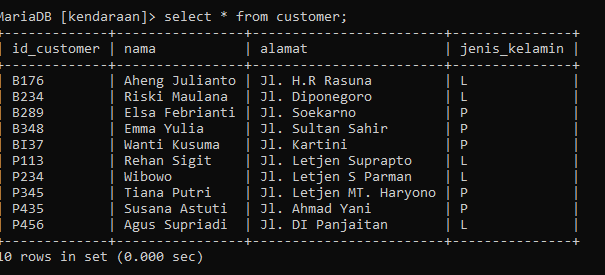 MariaDB [kendaraan]> select * from customer;
+-------------+-----------------+-------------------------+---------------+
| id_customer | nama            | alamat                  | jenis_kelamin |
+-------------+-----------------+-------------------------+---------------+
| B176        | Aheng Julianto  | Jl. H.R Rasuna          | L             |
| B234        | Riski Maulana   | Jl. Diponegoro          | L             |
| B289        | Elsa Febrianti  | Jl. Soekarno            | P             |
| B348        | Emma Yulia      | Jl. Sultan Sahir        | P             |
| BI37        | Wanti Kusuma    | Jl. Kartini             | P             |
| P113        | Rehan Sigit     | Jl. Letjen Suprapto     | L             |
| P234        | Wibowo          | Jl. Letjen S Parman     | L             |
| P345        | Tiana Putri     | Jl. Letjen MT. Haryono  | P             |
| P435        | Susana Astuti   | Jl. Ahmad Yani          | P             |
| P456        | Agus Supriadi   | Jl. DI Panjaitan        | L             |
+-------------+-----------------+-------------------------+---------------+
10 rows in set (0.000 sec)